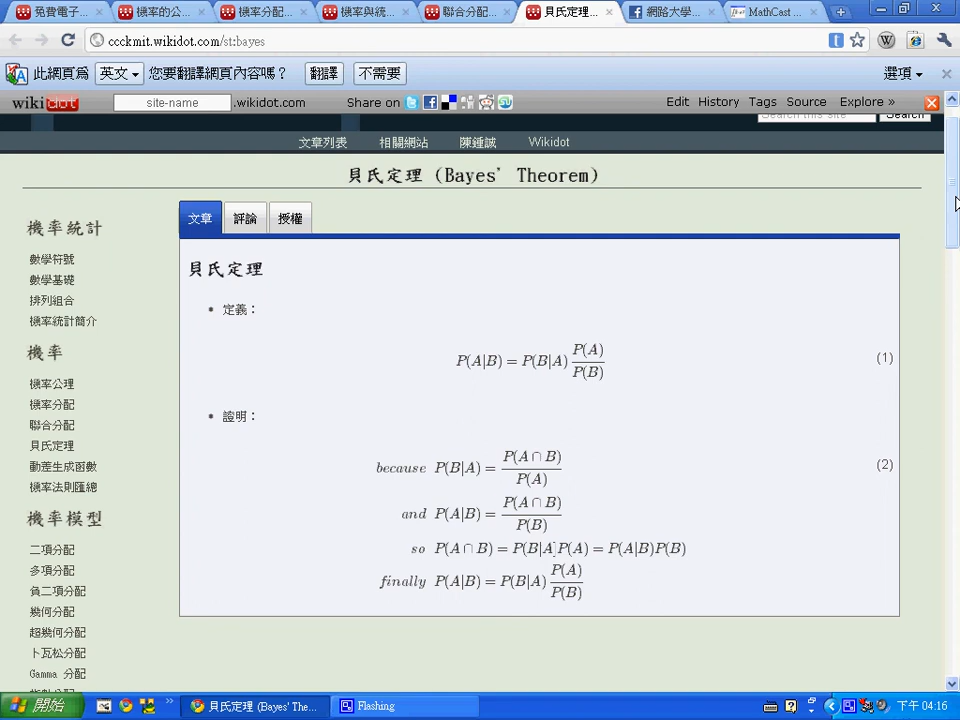 免費電子...
機率的公...
機率分配...
機率與統...
聯合分配...
貝氏定理...
網路大學...
MathCast ...
ccckmit.wikidot.com/st:bayes
此網頁為 英文 您要翻譯網頁內容嗎？ 翻譯 不需要 選項
wikidot site-name .wikidot.com Share on Edit History Tags Source Explore »
Search this site Search
文章列表 相關網站 陳鍾誠 Wikidot
貝氏定理 (Bayes' Theorem)
文章 評論 授權
機率統計
數學符號
數學基礎
排列組合
機率統計簡介
機率
機率公理
機率分配
聯合分配
貝氏定理
動差生成函數
機率法則匯總
機率模型
二項分配
多項分配
負二項分配
幾何分配
超幾何分配
卜瓦松分配
Gamma 分配
貝氏定理
定義：
P(A|B) = P(B|A) P(A) / P(B) (1)
證明：
because P(B|A) = P(A ∩ B) / P(A) (2)
and P(A|B) = P(A ∩ B) / P(B)
so P(A ∩ B) = P(B|A)P(A) = P(A|B)P(B)
finally P(A|B) = P(B|A) P(A) / P(B)
開始 貝氏定理 (Bayes' The... Flashing 下午 04:16